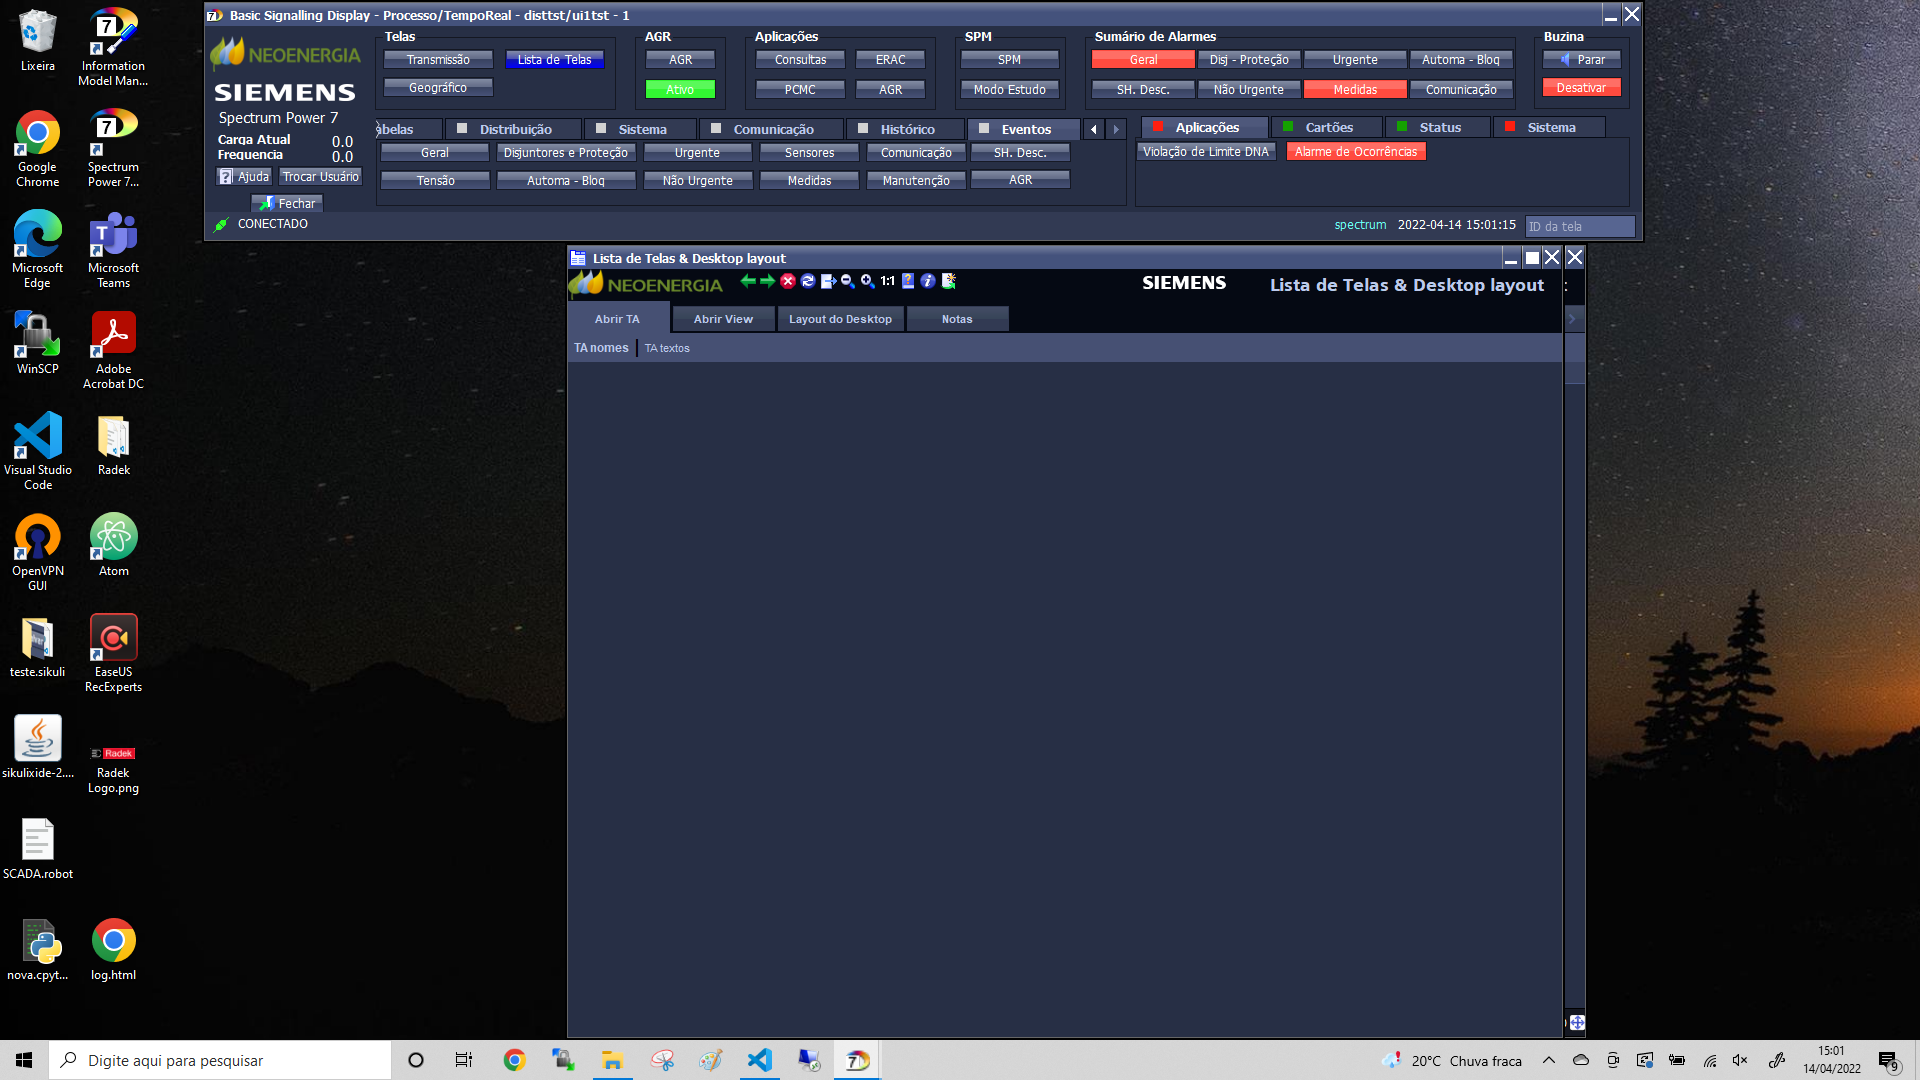 Lixeira
Information
Model Man...
Google
Chrome
Spectrum
Power 7...
Microsoft
Edge
Microsoft
Teams
WinSCP
Adobe
Acrobat DC
Visual Studio
Code
Radek
OpenVPN
GUI
Atom
teste.sikuli
EaseUS
RecExperts
sikulixide-2....
Radek
Radek
Logo.png
SCADA.robot
nova.cpyt...
log.html
Basic Signalling Display - Processo/TempoReal - disttst/ui1tst - 1
NEOENERGIA
SIEMENS
Spectrum Power 7
Carga Atual 0.0
Frequencia 0.0
Ajuda Trocar Usuário
Fechar
CONECTADO
Telas
Transmissão Lista de Telas
Geográfico
AGR
AGR
Ativo
Aplicações
Consultas ERAC
PCMC AGR
SPM
SPM
Modo Estudo
Sumário de Alarmes
Geral Disj - Proteção Urgente Automa - Bloq
SH. Desc. Não Urgente Medidas Comunicação
Buzina
Parar
Desativar
abelas Distribuição Sistema Comunicação Histórico Eventos
Geral Disjuntores e Proteção Urgente Sensores Comunicação SH. Desc.
Tensão Automa - Bloq Não Urgente Medidas Manutenção AGR
Aplicações Cartões Status Sistema
Violação de Limite DNA Alarme de Ocorrências
spectrum 2022-04-14 15:01:15 ID da tela
Lista de Telas & Desktop layout
NEOENERGIA 1:1 SIEMENS Lista de Telas & Desktop layout :
Abrir TA Abrir View Layout do Desktop Notas
TA nomes TA textos
Digite aqui para pesquisar
20°C Chuva fraca
15:01
14/04/2022
9